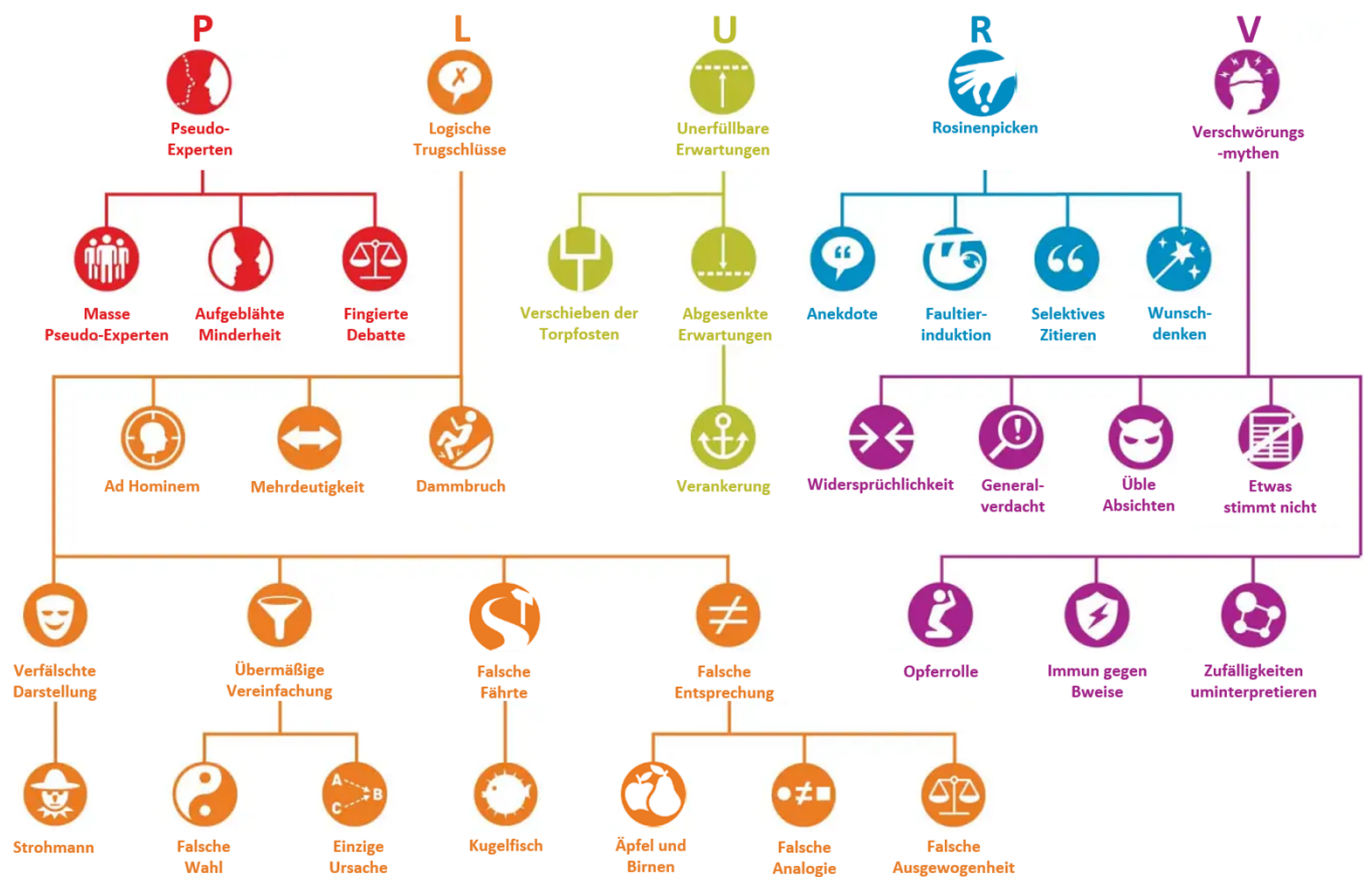 P
L
U
R
V
Pseudo-
Experten
Logische
Trugschlüsse
Unerfüllbare
Erwartungen
Rosinenpicken
Verschwörungs
-mythen
Masse
Pseudo-Experten
Aufgeblähte
Minderheit
Fingierte
Debatte
Verschieben der
Torpfosten
Abgesenkte
Erwartungen
Anekdote
Faultier-
induktion
Selektives
Zitieren
Wunsch-
denken
Ad Hominem
Mehrdeutigkeit
Dammbruch
Verankerung
Widersprüchlichkeit
General-
verdacht
Üble
Absichten
Etwas
stimmt nicht
Verfälschte
Darstellung
Übermäßige
Vereinfachung
Falsche
Fährte
Falsche
Entsprechung
Opferrolle
Immun gegen
Bweise
Zufälligkeiten
uminterpretieren
A
B
C
Strohmann
Falsche
Wahl
Einzige
Ursache
Kugelfisch
Äpfel und
Birnen
Falsche
Analogie
Falsche
Ausgewogenheit